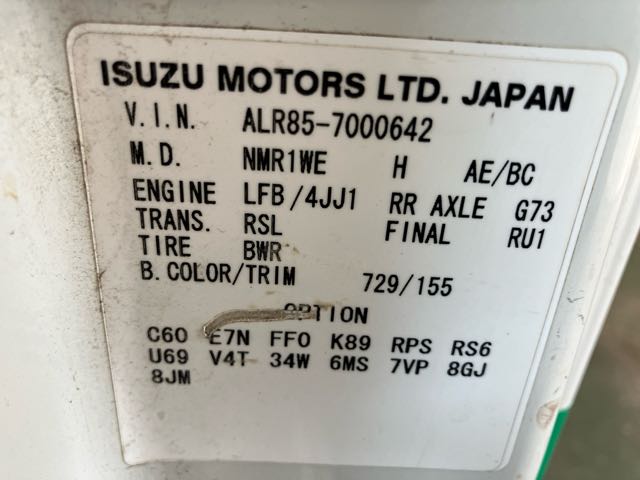 ISUZU MOTORS LTD. JAPAN
V.I.N. ALR85-7000642
M.D. NMR1WE H AE/BC
ENGINE LFB/4JJ1 RR AXLE G73
TRANS. RSL FINAL RU1
TIRE BWR
B.COLOR/TRIM 729/155
OPTION
C60 E7N FF0 K89 RPS RS6
U69 V4T 34W 6MS 7VP 8GJ
8JM